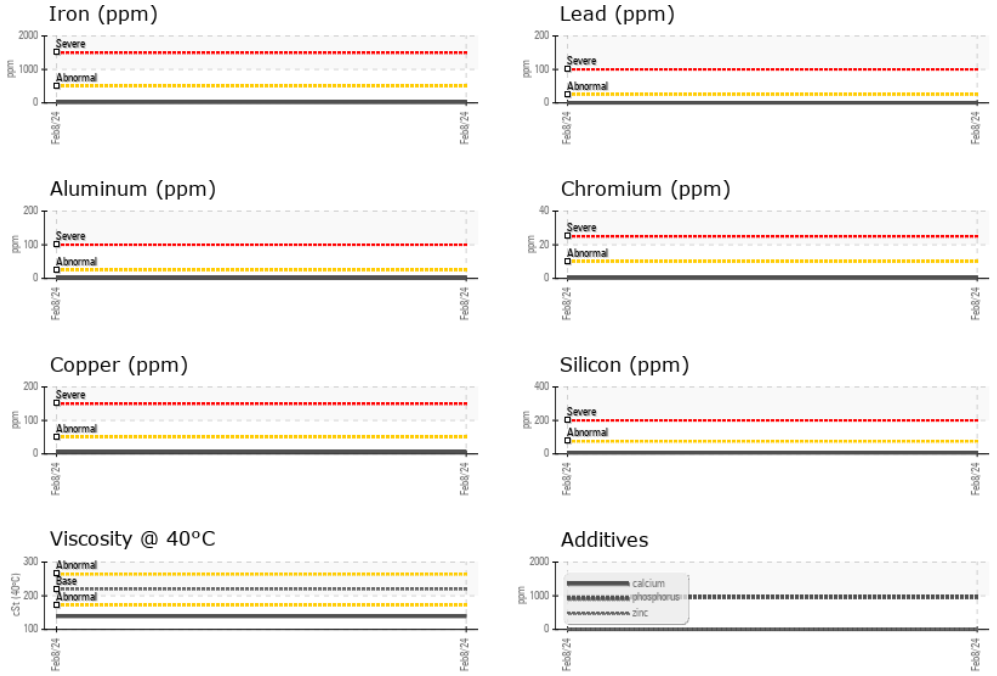 Iron (ppm)
2000
1000
0
ppm
Severe
Abnormal
Feb8/24
Feb8/24
Lead (ppm)
200
100
0
ppm
Severe
Abnormal
Feb8/24
Feb8/24
Aluminum (ppm)
200
100
0
ppm
Severe
Abnormal
Feb8/24
Feb8/24
Chromium (ppm)
40
20
0
ppm
Severe
Abnormal
Feb8/24
Feb8/24
Copper (ppm)
200
100
0
ppm
Severe
Abnormal
Feb8/24
Feb8/24
Silicon (ppm)
400
200
0
ppm
Severe
Abnormal
Feb8/24
Feb8/24
Viscosity @ 40°C
300
200
100
cSt (40°C)
Abnormal
Base
Abnormal
Feb8/24
Feb8/24
Additives
2000
1000
0
ppm
calcium
phosphorus
zinc
Feb8/24
Feb8/24